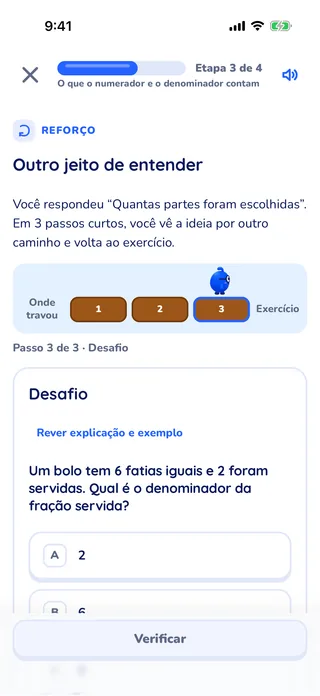 9:41
Etapa 3 de 4
O que o numerador e o denominador contam
REFORÇO
Outro jeito de entender
Você respondeu “Quantas partes foram escolhidas”.
Em 3 passos curtos, você vê a ideia por outro
caminho e volta ao exercício.
Onde
travou
1
2
3
Exercício
Passo 3 de 3 · Desafio
Desafio
Rever explicação e exemplo
Um bolo tem 6 fatias iguais e 2 foram
servidas. Qual é o denominador da
fração servida?
A 2
B 6
Verificar